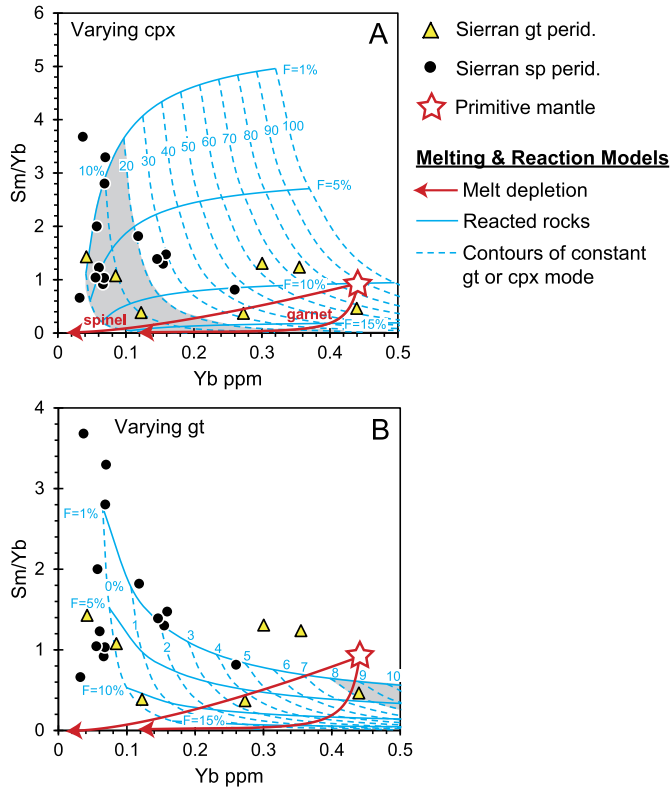 Varying cpx
A
6
5
4
3
2
1
0
Sm/Yb
F=1%
10%
20
30
40
50
60
70
80
90
100
F=5%
F=10%
F=15%
spinel
garnet
0
0.1
0.2
0.3
0.4
0.5
Yb ppm
Sierran gt perid.
Sierran sp perid.
Primitive mantle
Melting & Reaction Models
Melt depletion
Reacted rocks
Contours of constant
gt or cpx mode
Varying gt
B
4
3
2
1
0
Sm/Yb
F=1%
0%
1
2
3
4
5
6
7
8
9
10
F=5%
F=10%
F=15%
0
0.1
0.2
0.3
0.4
0.5
Yb ppm